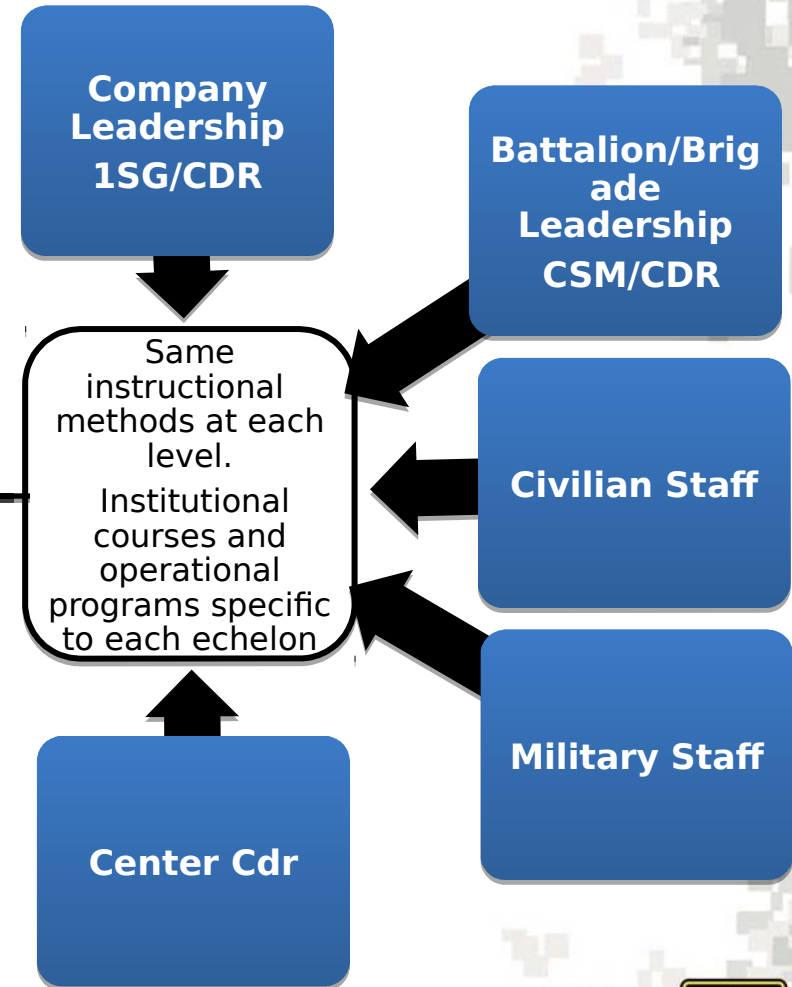 Company
Leadership
1SG/CDR
Battalion/Brig
ade
Leadership
CSM/CDR
Same
instructional
methods at each
level.
Institutional
courses and
operational
programs specific
to each echelon
Civilian Staff
Military Staff
Center Cdr